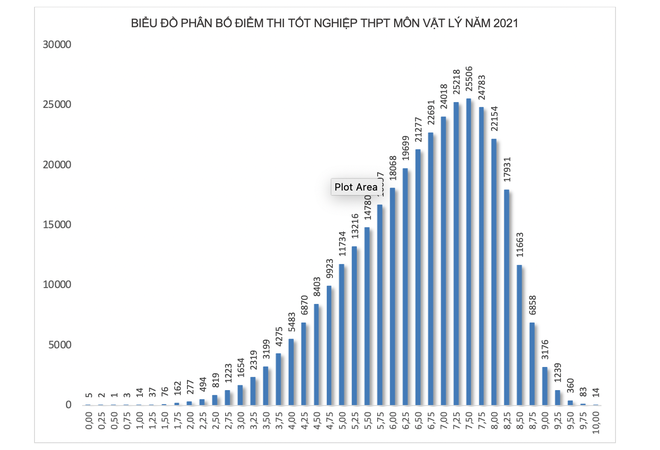 BIỂU ĐỒ PHÂN BỐ ĐIỂM THI TỐT NGHIỆP THPT MÔN VẬT LÝ NĂM 2021
30000
25000
20000
15000
10000
5000
0
5 2 1 3 14 37 76 162 277 494 819 1223 1654 2319 3199 4275 5483 6870 8403 9923 11734 13216 14780 18068 19699 21277 22691 24018 25218 25506 24783 22154 17931 11663 6858 3176 1239 360 83 14
Plot Area
0,00 0,25 0,50 0,75 1,00 1,25 1,50 1,75 2,00 2,25 2,50 2,75 3,00 3,25 3,50 3,75 4,00 4,25 4,50 4,75 5,00 5,25 5,50 5,75 6,00 6,25 6,50 6,75 7,00 7,25 7,50 7,75 8,00 8,25 8,50 8,75 9,00 9,25 9,50 9,75 10,00